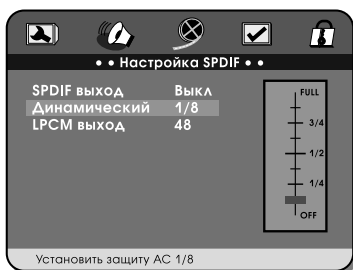 • • Настройка SPDIF • •
SPDIF выход Выкл
Динамический 1/8
LPCM выход 48
FULL
3/4
1/2
1/4
OFF
Установить защиту АС 1/8